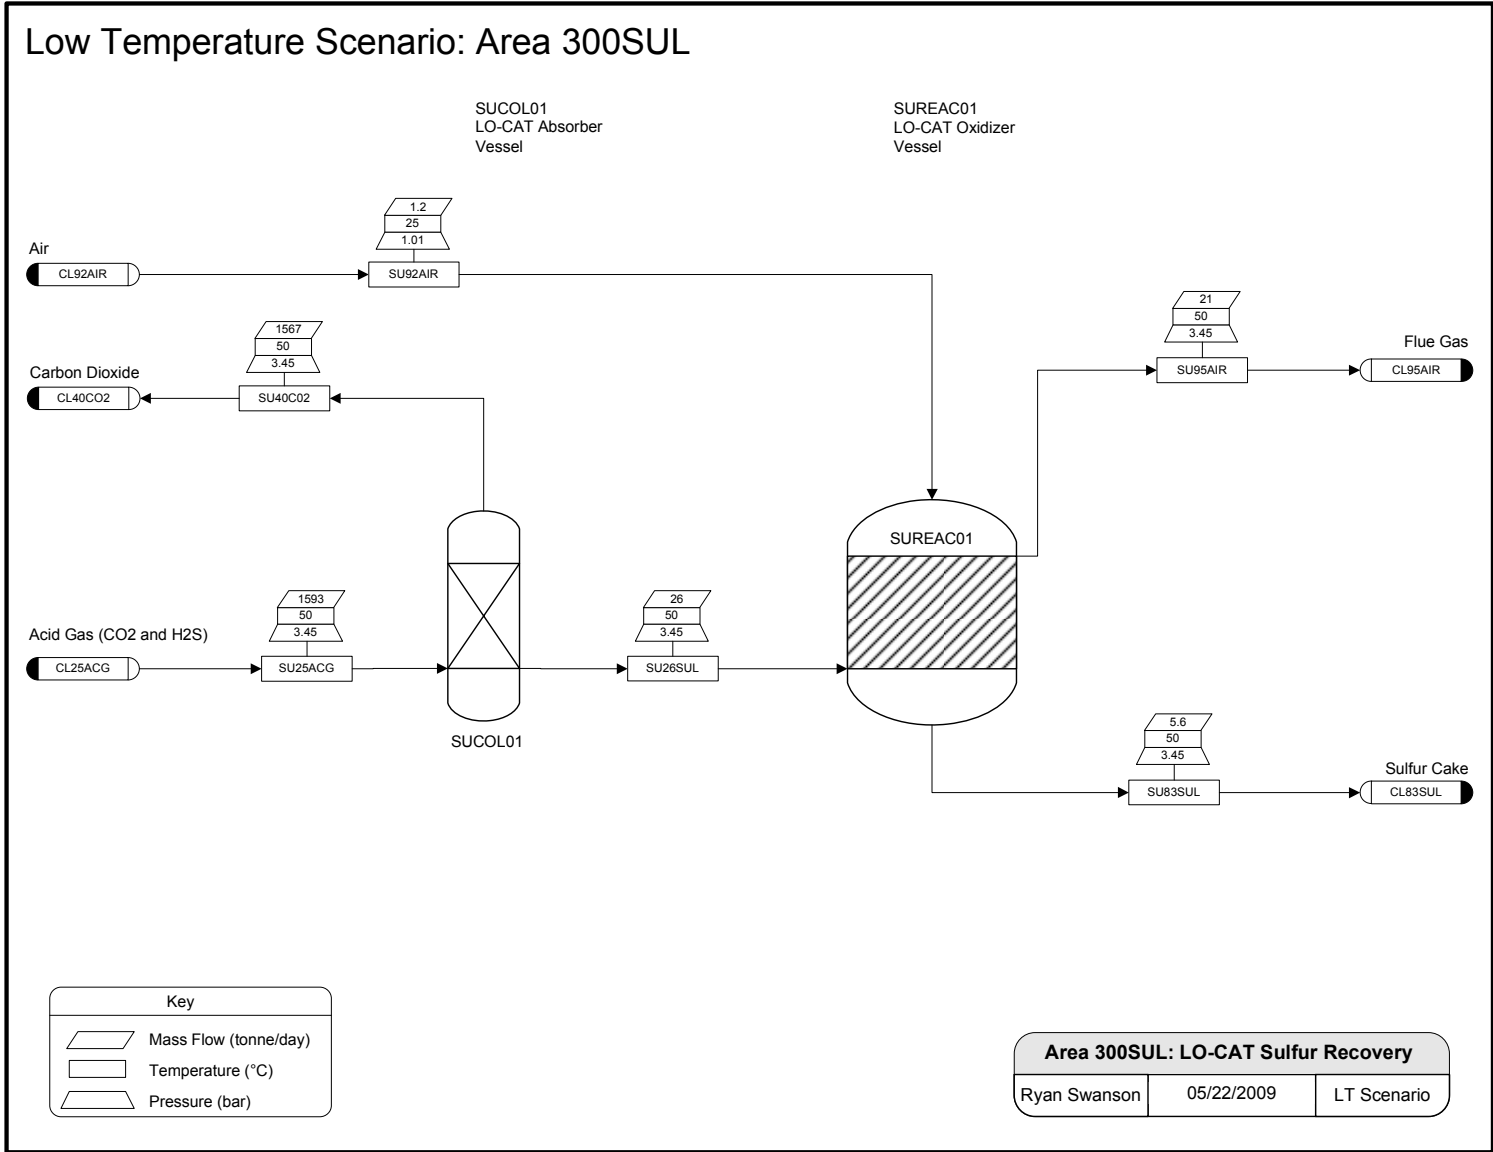 Low Temperature Scenario: Area 300SUL
SUCOL01
LO-CAT Absorber
Vessel
SUREAC01
LO-CAT Oxidizer
Vessel
1.2
25
1.01
Air
CL92AIR
SU92AIR
21
50
3.45
Flue Gas
SU95AIR
CL95AIR
1567
50
3.45
Carbon Dioxide
CL40CO2
SU40C02
SUREAC01
1593
50
3.45
Acid Gas (CO2 and H2S)
CL25ACG
SU25ACG
26
50
3.45
SU26SUL
SUCOL01
5.6
50
3.45
Sulfur Cake
SU83SUL
CL83SUL
Key
Mass Flow (tonne/day)
Temperature (°C)
Pressure (bar)
Area 300SUL: LO-CAT Sulfur Recovery
Ryan Swanson
05/22/2009
LT Scenario